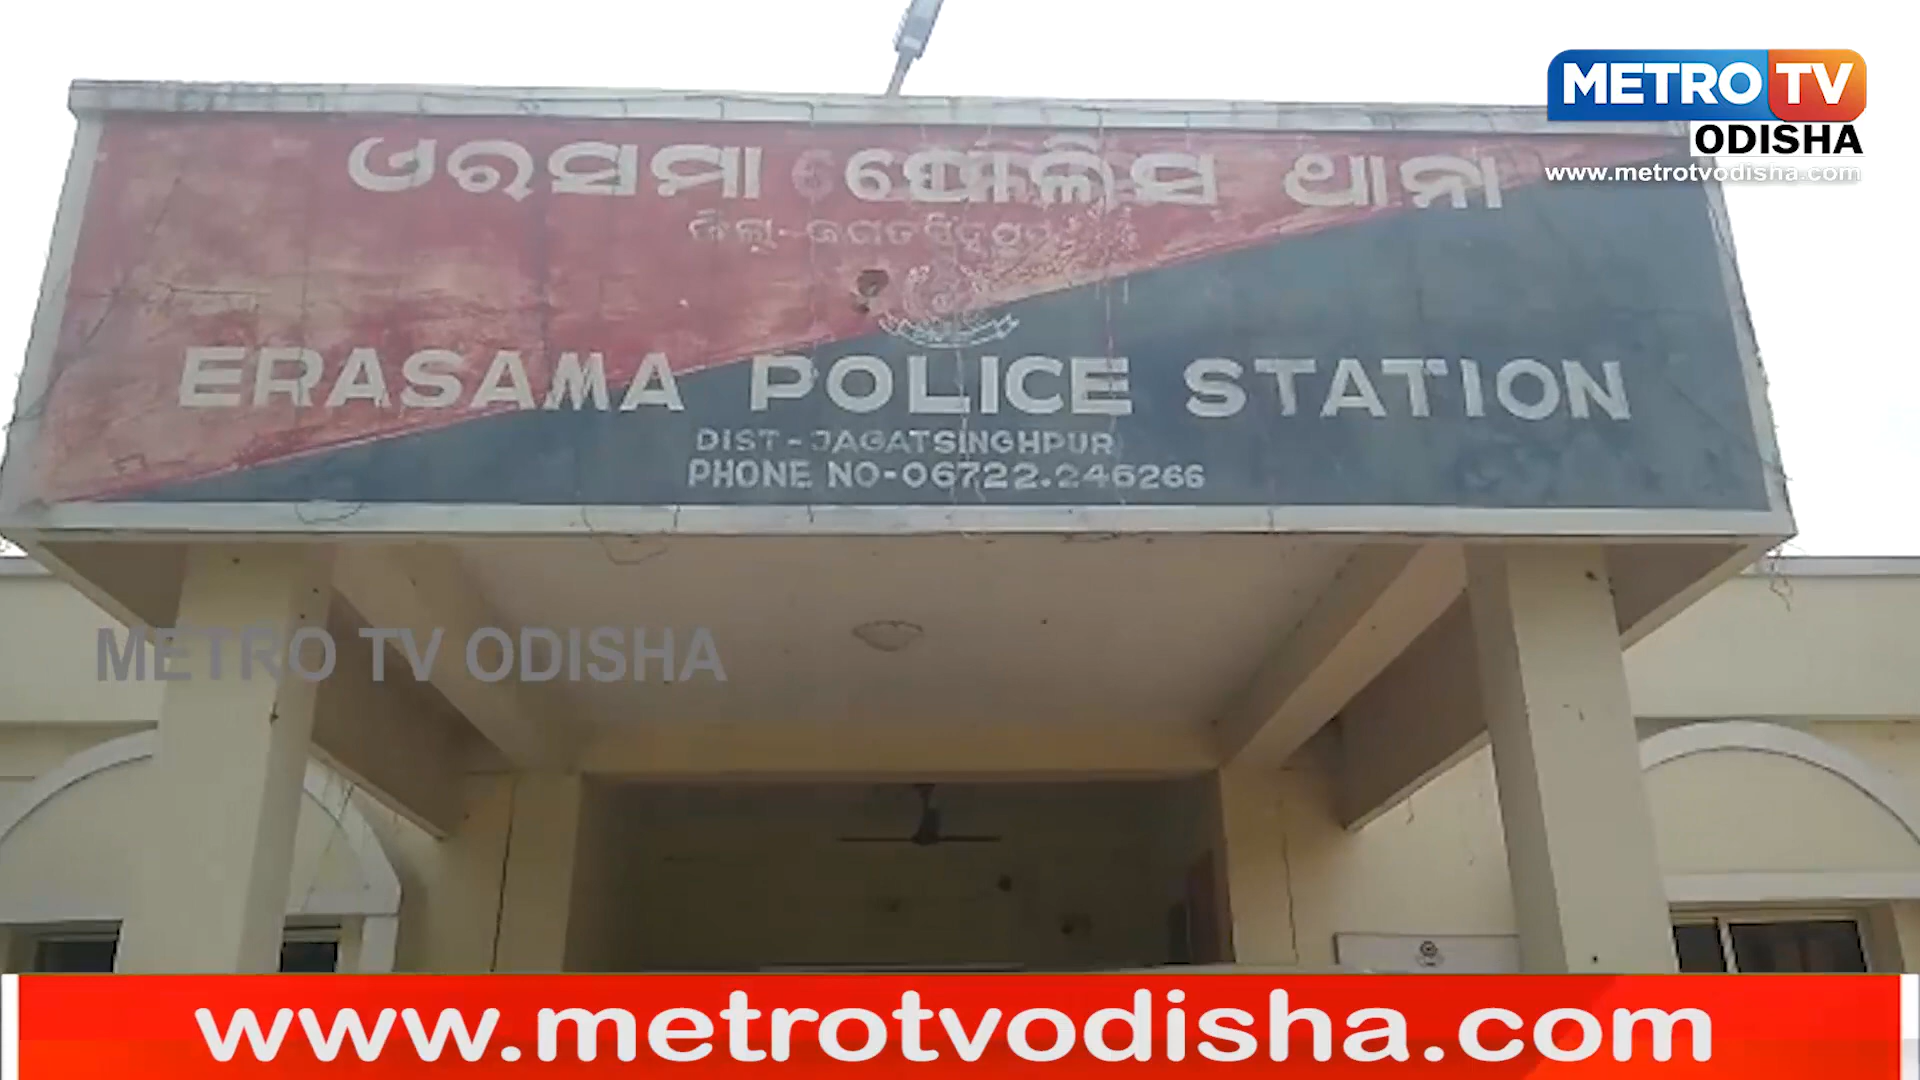 METRO TV
ODISHA
www.metrotvodisha.com
ଏରସମା ପୋଲିସ ଥାନା
ଜିଲ୍ଲା-ଜଗତସିଂହପୁର
ERASAMA POLICE STATION
DIST-JAGATSINGHPUR
PHONE NO-06722.246266
METRO TV ODISHA
www.metrotvodisha.com